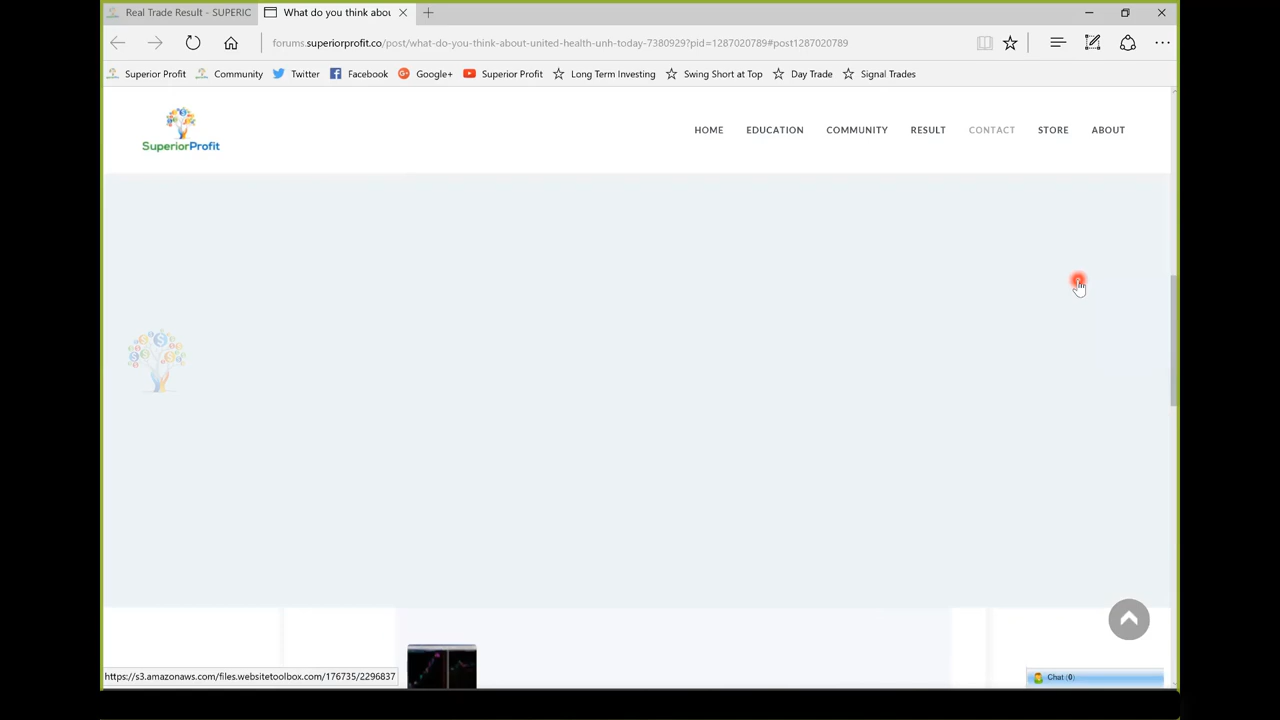 Real Trade Result - SUPERIC
What do you think abou
forums.superiorprofit.co/post/what-do-you-think-about-united-health-unh-today-7380929?pid=1287020789#post1287020789
Superior Profit Community Twitter Facebook Google+ Superior Profit Long Term Investing Swing Short at Top Day Trade Signal Trades
SuperiorProfit
HOME EDUCATION COMMUNITY RESULT CONTACT STORE ABOUT
https://s3.amazonaws.com/files.websitetoolbox.com/176735/2296837
Chat (0)